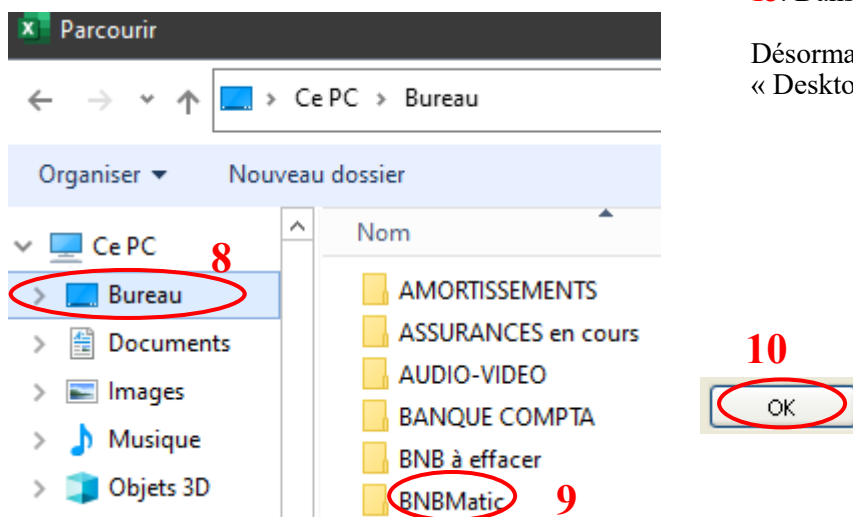 Parcourir
Ce PC > Bureau
Organiser
Nouveau dossier
Nom
Ce PC
8
Bureau
Documents
Images
Musique
Objets 3D
AMORTISSEMENTS
ASSURANCES en cours
AUDIO-VIDEO
BANQUE COMPTA
BNB à effacer
BNBMatic
9
Désorma
« Deskto
10
OK